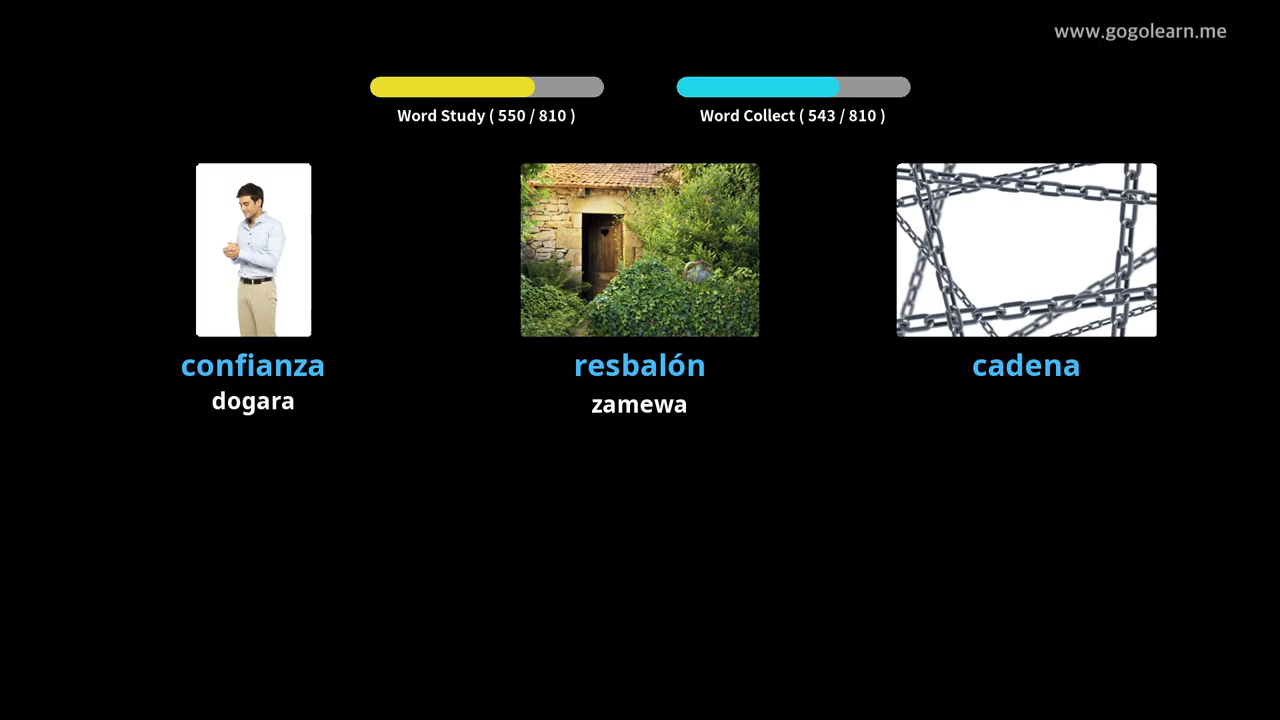 www.gogolearn.me
Word Study ( 550 / 810 )
Word Collect ( 543 / 810 )
confianza
dogara
resbalón
zamewa
cadena